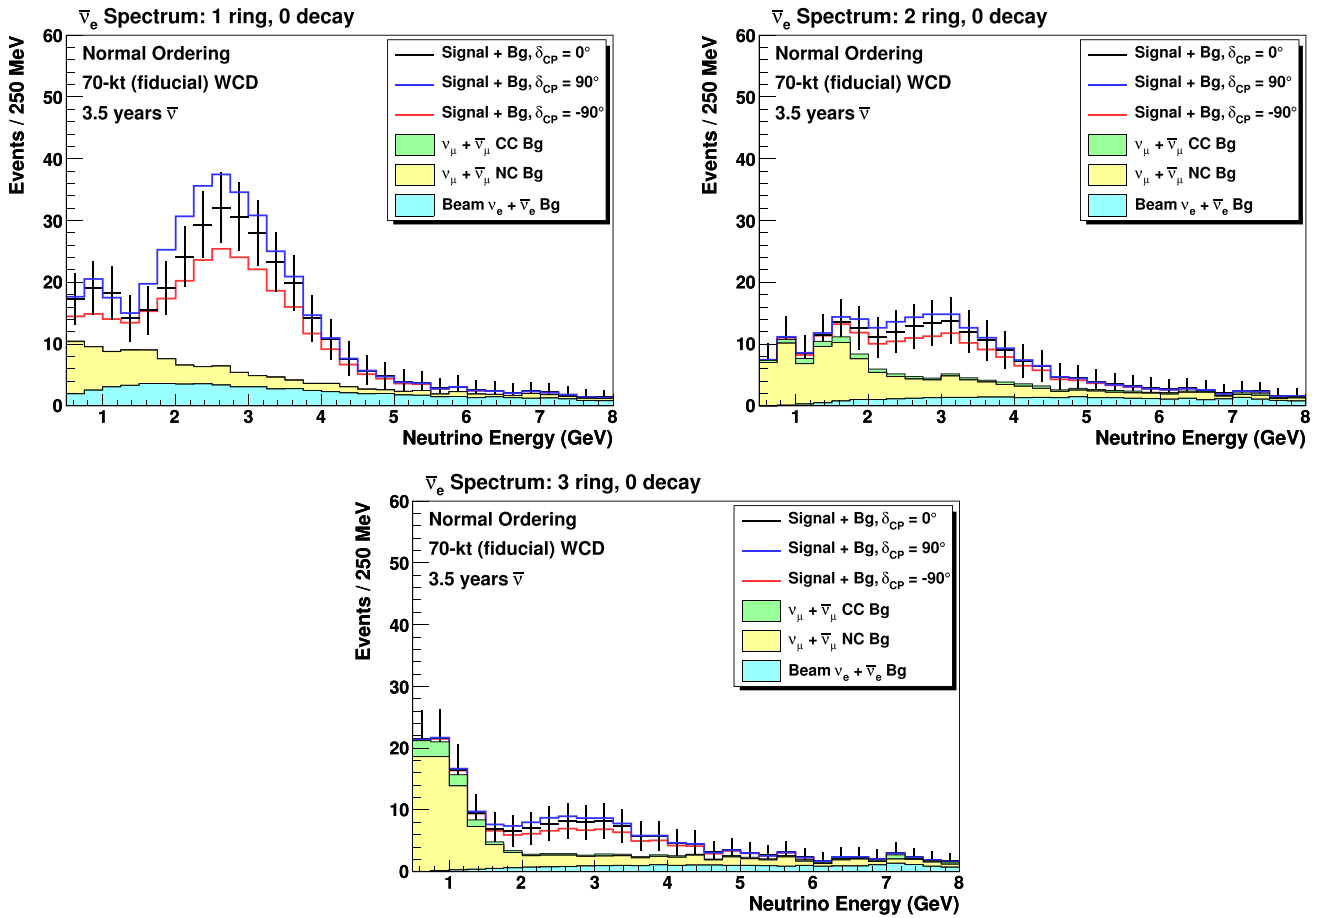 ν̅e Spectrum: 1 ring, 0 decay
Events / 250 MeV
60
50
40
30
20
10
0
Normal Ordering
70-kt (fiducial) WCD
3.5 years ν̅
Signal + Bg, δCP = 0°
Signal + Bg, δCP = 90°
Signal + Bg, δCP = -90°
νμ + ν̅μ CC Bg
νμ + ν̅μ NC Bg
Beam νe + ν̅e Bg
1 2 3 4 5 6 7 8
Neutrino Energy (GeV)
ν̅e Spectrum: 2 ring, 0 decay
Events / 250 MeV
60
50
40
30
20
10
0
Normal Ordering
70-kt (fiducial) WCD
3.5 years ν̅
Signal + Bg, δCP = 0°
Signal + Bg, δCP = 90°
Signal + Bg, δCP = -90°
νμ + ν̅μ CC Bg
νμ + ν̅μ NC Bg
Beam νe + ν̅e Bg
1 2 3 4 5 6 7 8
Neutrino Energy (GeV)
ν̅e Spectrum: 3 ring, 0 decay
Events / 250 MeV
60
50
40
30
20
10
0
Normal Ordering
70-kt (fiducial) WCD
3.5 years ν̅
Signal + Bg, δCP = 0°
Signal + Bg, δCP = 90°
Signal + Bg, δCP = -90°
νμ + ν̅μ CC Bg
νμ + ν̅μ NC Bg
Beam νe + ν̅e Bg
1 2 3 4 5 6 7 8
Neutrino Energy (GeV)